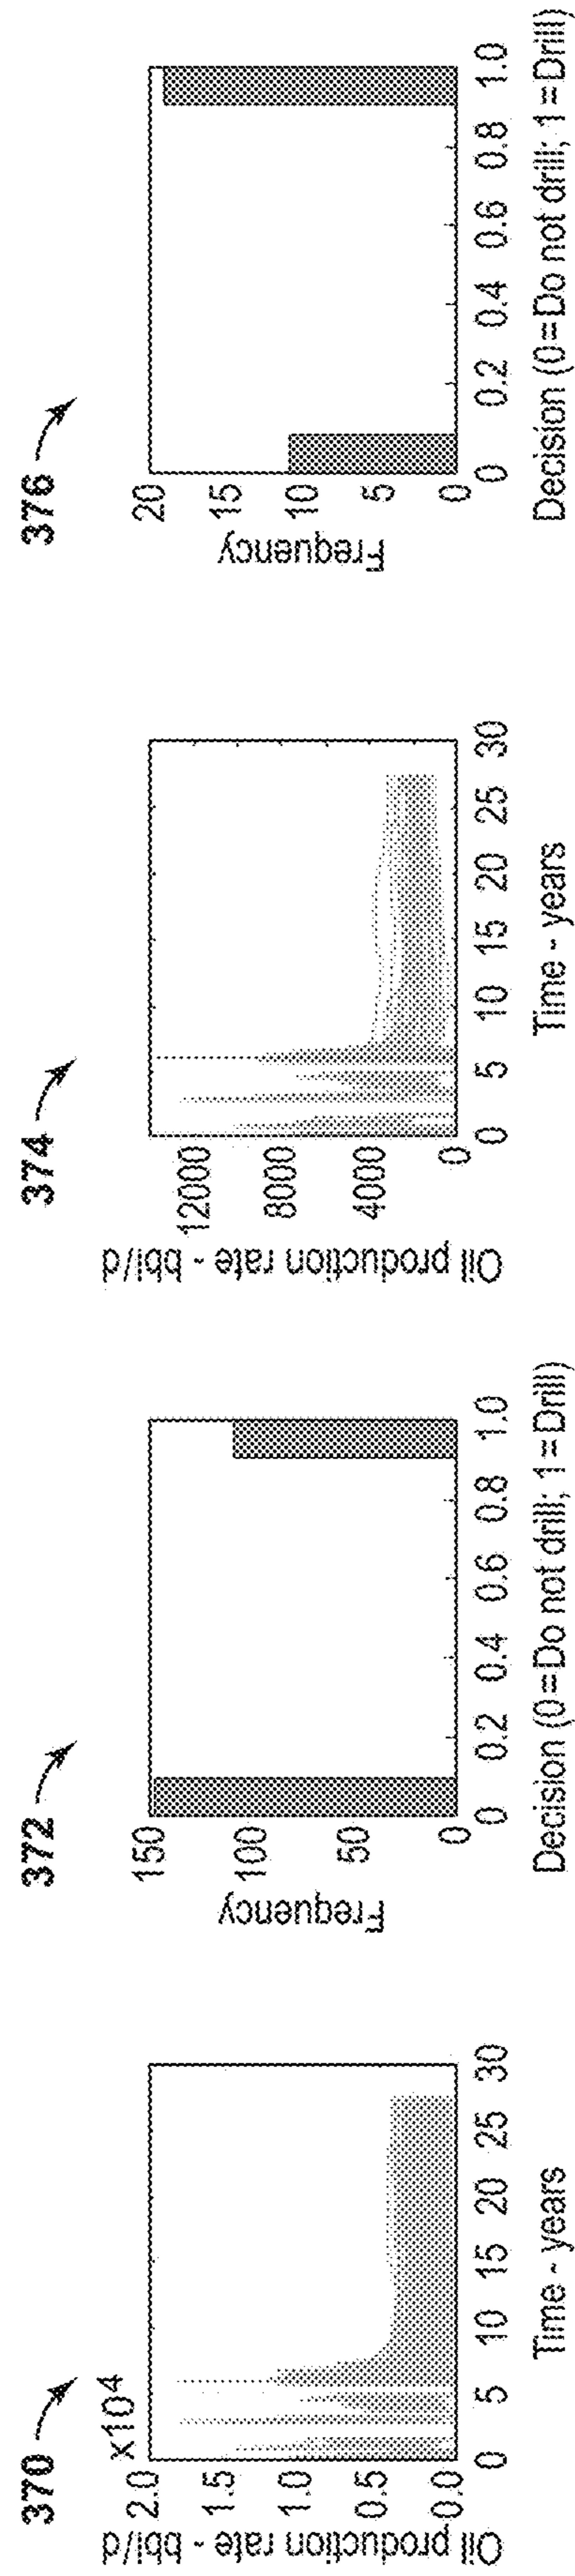 370
x10⁴
2.0
1.5
1.0
0.5
0.0
Oil production rate - bbl/d
0 5 10 15 20 25 30
Time - years
372
150
100
50
0
Frequency
0 0.2 0.4 0.6 0.8 1.0
Decision (0=Do not drill; 1=Drill)
374
12000
8000
4000
0
Oil production rate - bbl/d
0 5 10 15 20 25 30
Time - years
376
20
15
10
5
0
Frequency
0 0.2 0.4 0.6 0.8 1.0
Decision (0=Do not drill; 1=Drill)